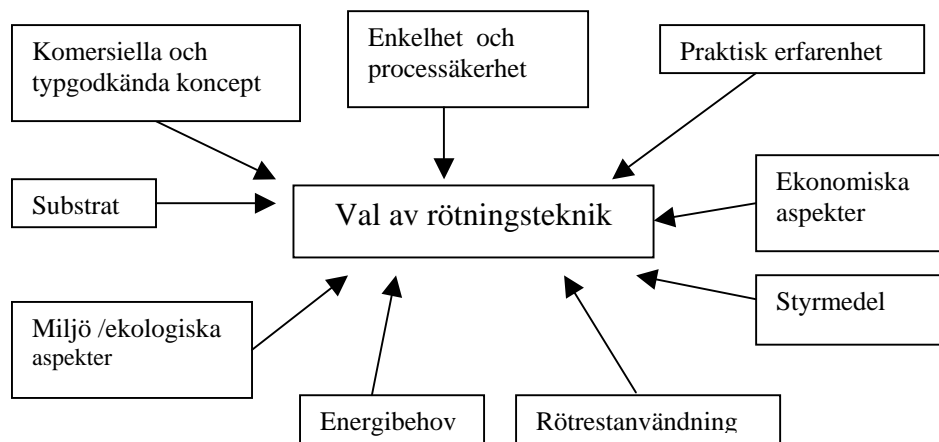 Komersiella och
typgodkända koncept
Enkelhet och
processäkerhet
Praktisk erfarenhet
Substrat
Val av rötningsteknik
Ekonomiska
aspekter
Styrmedel
Miljö /ekologiska
aspekter
Energibehov
Rötrestanvändning